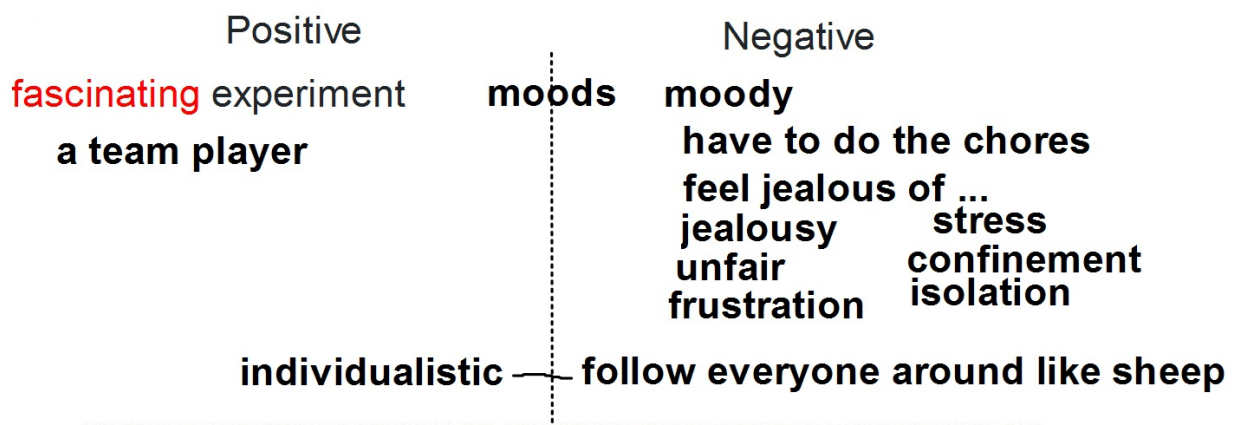 Positive Negative
fascinating experiment moods moody
a team player have to do the chores
feel jealous of ...
jealousy stress
unfair confinement
frustration isolation
individualistic follow everyone around like sheep